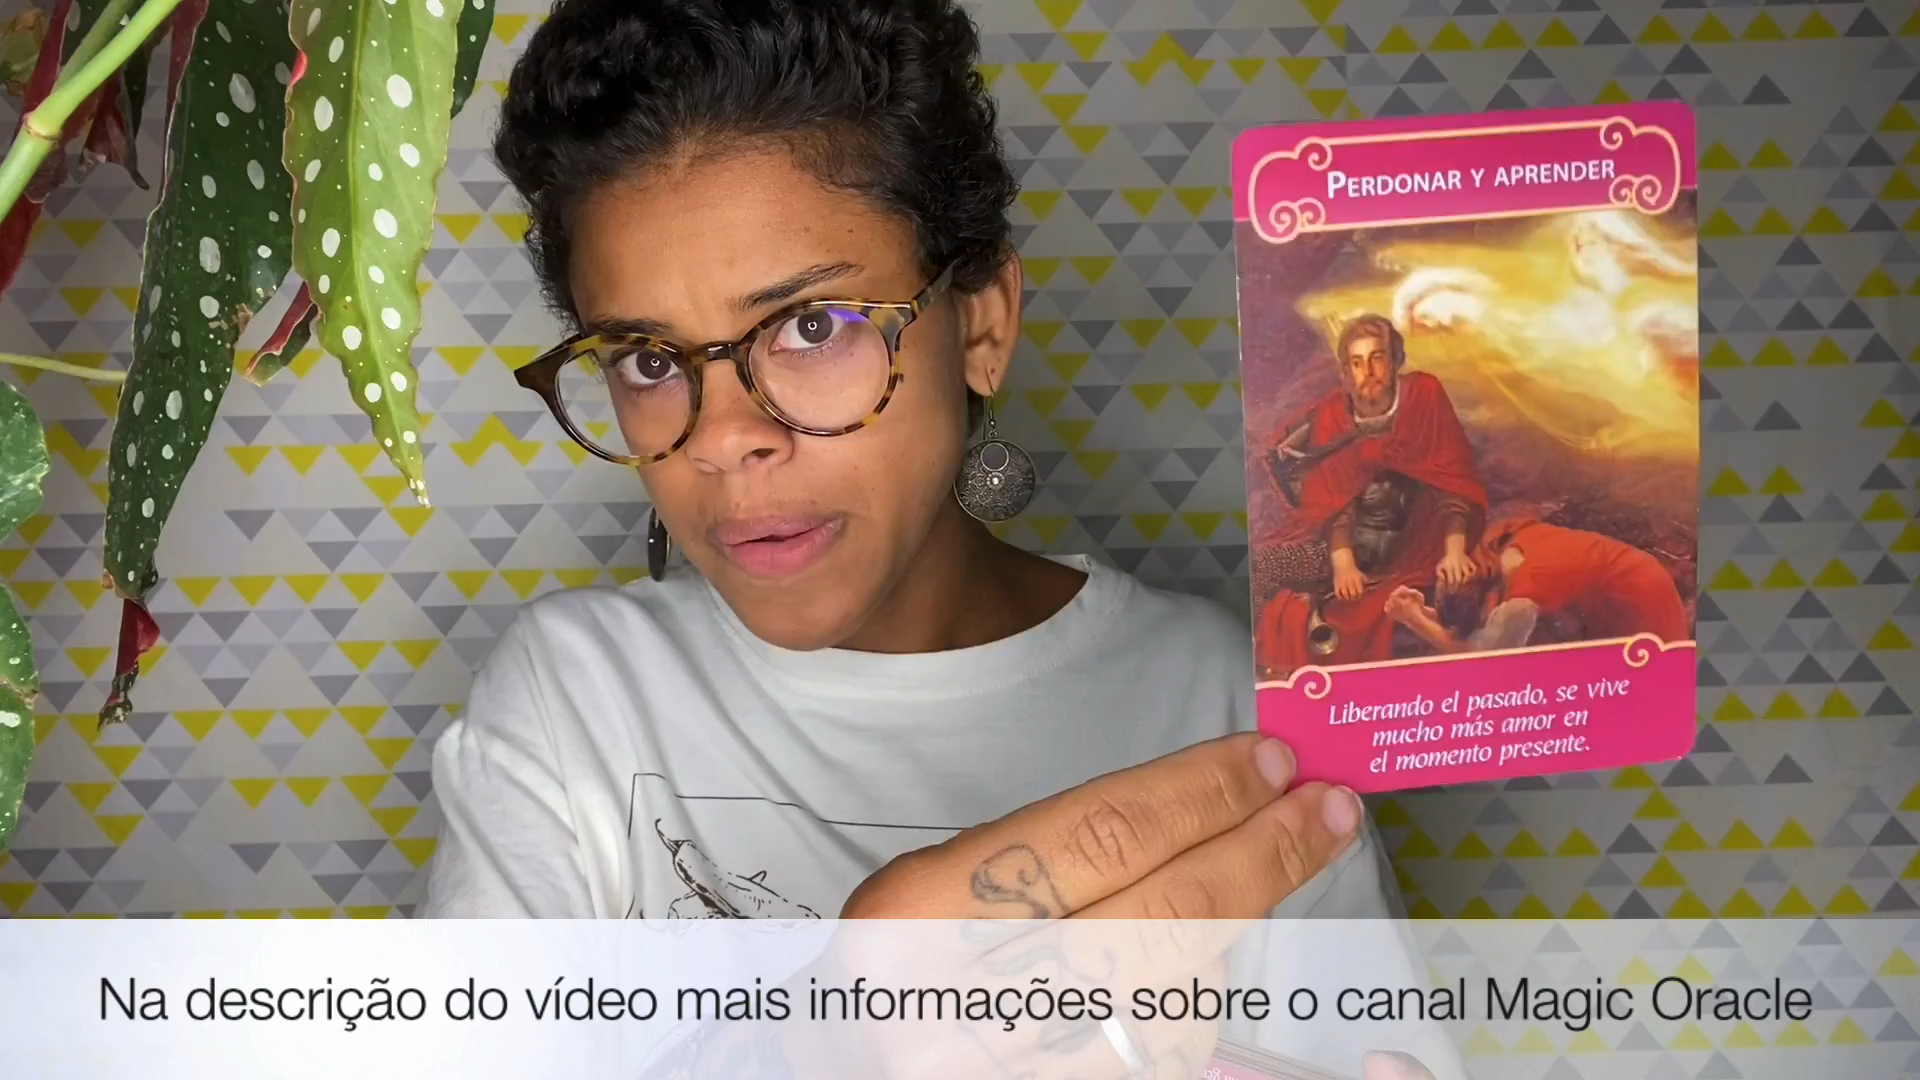 PERDONAR Y APRENDER
Liberando el pasado, se vive
mucho más amor en
el momento presente.
Na descrição do vídeo mais informações sobre o canal Magic Oracle